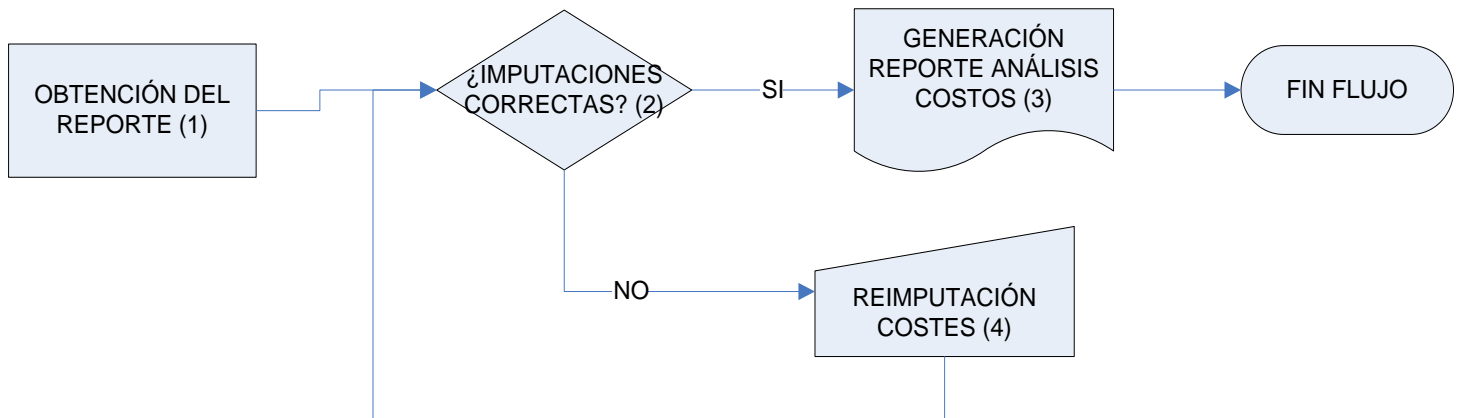 OBTENCIÓN DEL
REPORTE (1)
¿IMPUTACIONES
CORRECTAS? (2)
SI
GENERACIÓN
REPORTE ANÁLISIS
COSTOS (3)
FIN FLUJO
NO
REIMPUTACIÓN
COSTES (4)